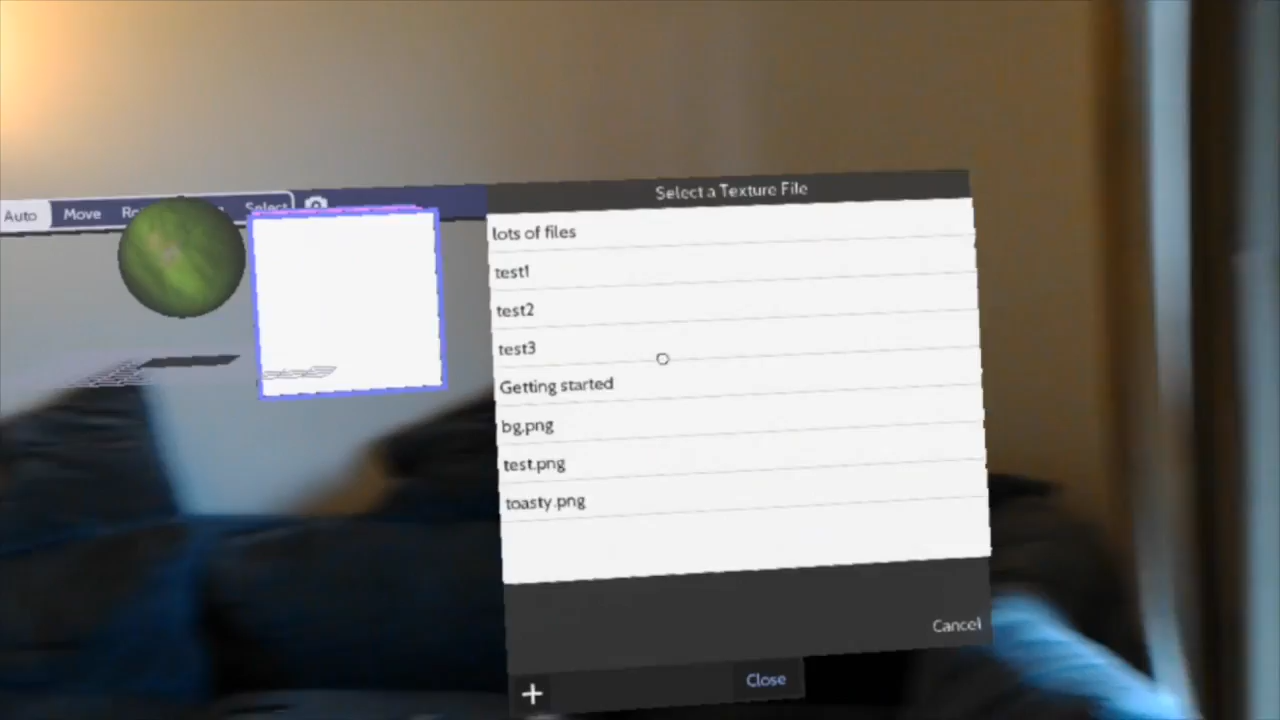 Auto Move Select
Select a Texture File
lots of files
test1
test2
test3
Getting started
bg.png
test.png
toasty.png
Cancel
+
Close